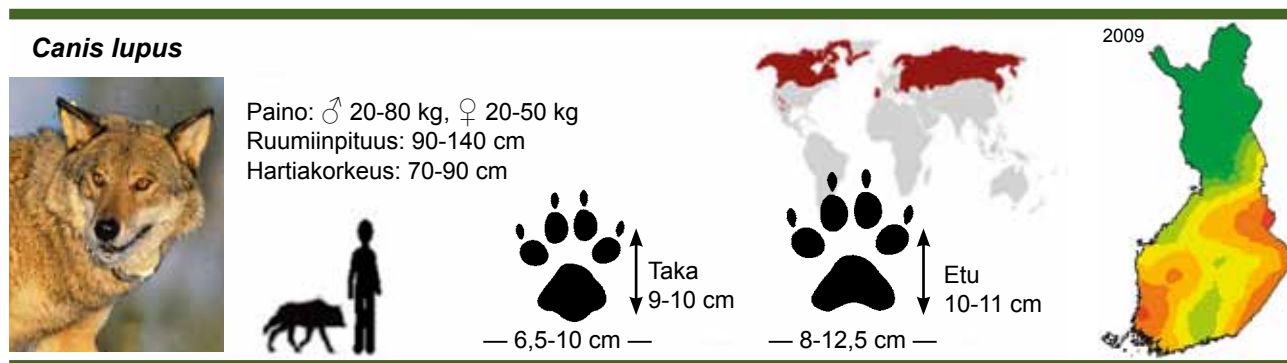 Canis lupus
Paino: ♂ 20-80 kg, ♀ 20-50 kg
Ruumiinpituus: 90-140 cm
Hartiakorkeus: 70-90 cm
Taka
9-10 cm
— 6,5-10 cm —
Etu
10-11 cm
— 8-12,5 cm —
2009